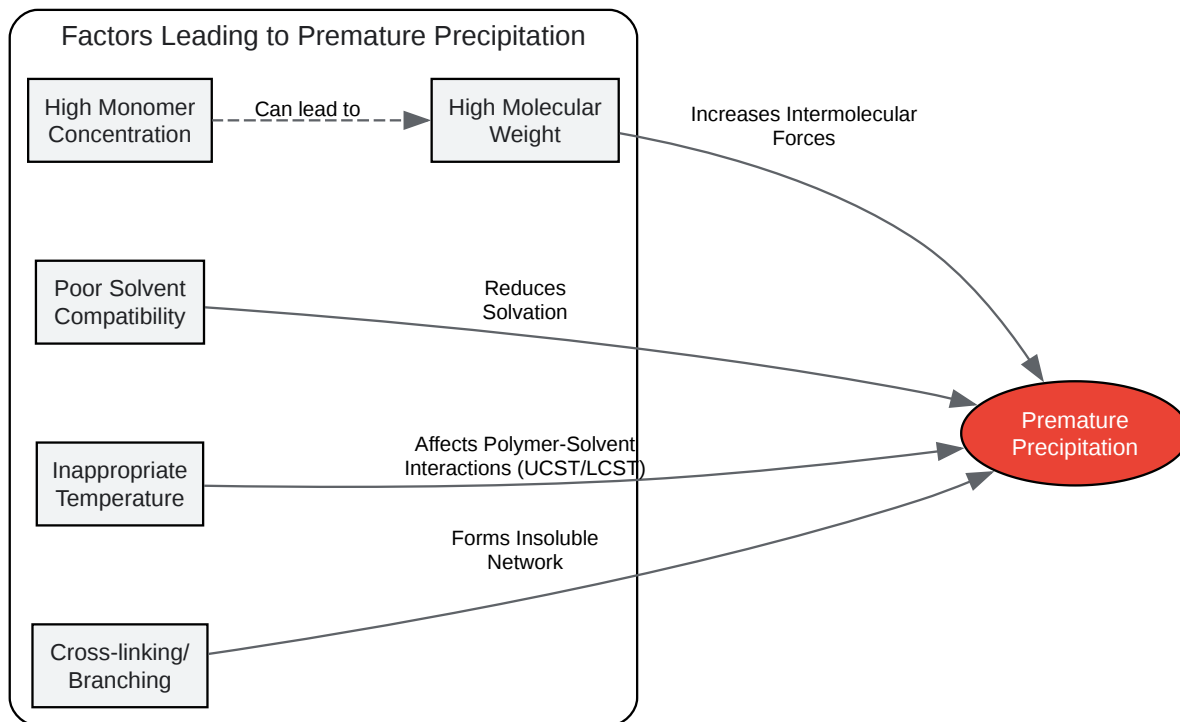 Factors Leading to Premature Precipitation
High Monomer
Concentration
Can lead to
High Molecular
Weight
Increases Intermolecular
Forces
Poor Solvent
Compatibility
Reduces
Solvation
Inappropriate
Temperature
Affects Polymer-Solvent
Interactions (UCST/LCST)
Premature
Precipitation
Cross-linking/
Branching
Forms Insoluble
Network